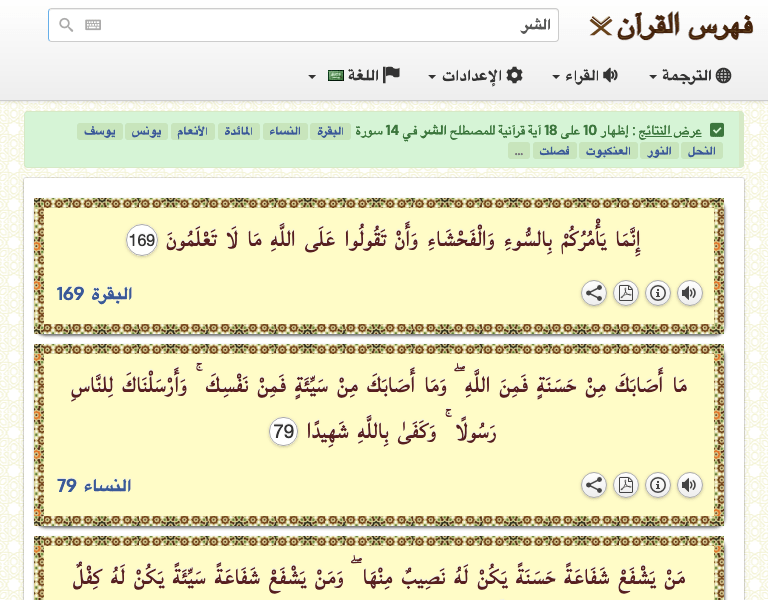 فهرس القرآن
الشر
الترجمة القراء الإعدادات اللغة
عرض النتائج : إظهار 10 على 18 آية قرآنية للمصطلح الشر في 14 سورة البقرة النساء المائدة الأنعام يونس يوسف
النحل النور العنكبوت فصلت ...
إِنَّمَا يَأْمُرُكُمْ بِالسُّوءِ وَالْفَحْشَاءِ وَأَنْ تَقُولُوا عَلَى اللَّهِ مَا لَا تَعْلَمُونَ 169
البقرة 169
مَا أَصَابَكَ مِنْ حَسَنَةٍ فَمِنَ اللَّهِ ۖ وَمَا أَصَابَكَ مِنْ سَيِّئَةٍ فَمِنْ نَفْسِكَ ۚ وَأَرْسَلْنَاكَ لِلنَّاسِ
رَسُولًا ۚ وَكَفَىٰ بِاللَّهِ شَهِيدًا 79
النساء 79
مَنْ يَشْفَعْ شَفَاعَةً حَسَنَةً يَكُنْ لَهُ نَصِيبٌ مِنْهَا ۖ وَمَنْ يَشْفَعْ شَفَاعَةً سَيِّئَةً يَكُنْ لَهُ كِفْلٌ